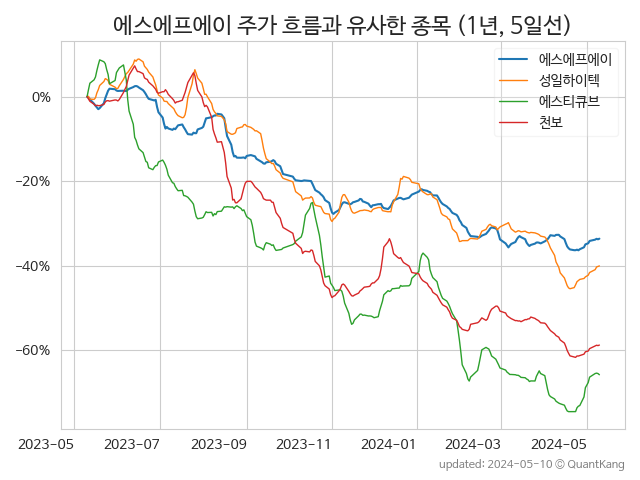 에스에프에이 주가 흐름과 유사한 종목 (1년, 5일선)
에스에프에이
성일하이텍
에스티큐브
천보
0%
−20%
−40%
−60%
2023-05
2023-07
2023-09
2023-11
2024-01
2024-03
2024-05
updated: 2024-05-10 © QuantKang